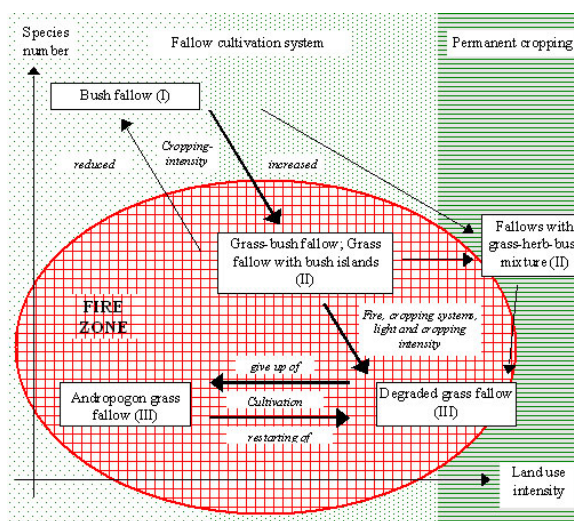 Species
number
Fallow cultivation system
Permanent cropping
Bush fallow (I)
Cropping-
intensity
reduced
increased
Grass-bush fallow; Grass
fallow with bush islands
(II)
Fallows with
grass-herb-bush
mixture (II)
FIRE
ZONE
Fire, cropping systems,
light and cropping
intensity
give up of
Andropogon grass
fallow (III)
Cultivation
Degraded grass fallow
(III)
restarting of
Land use
intensity